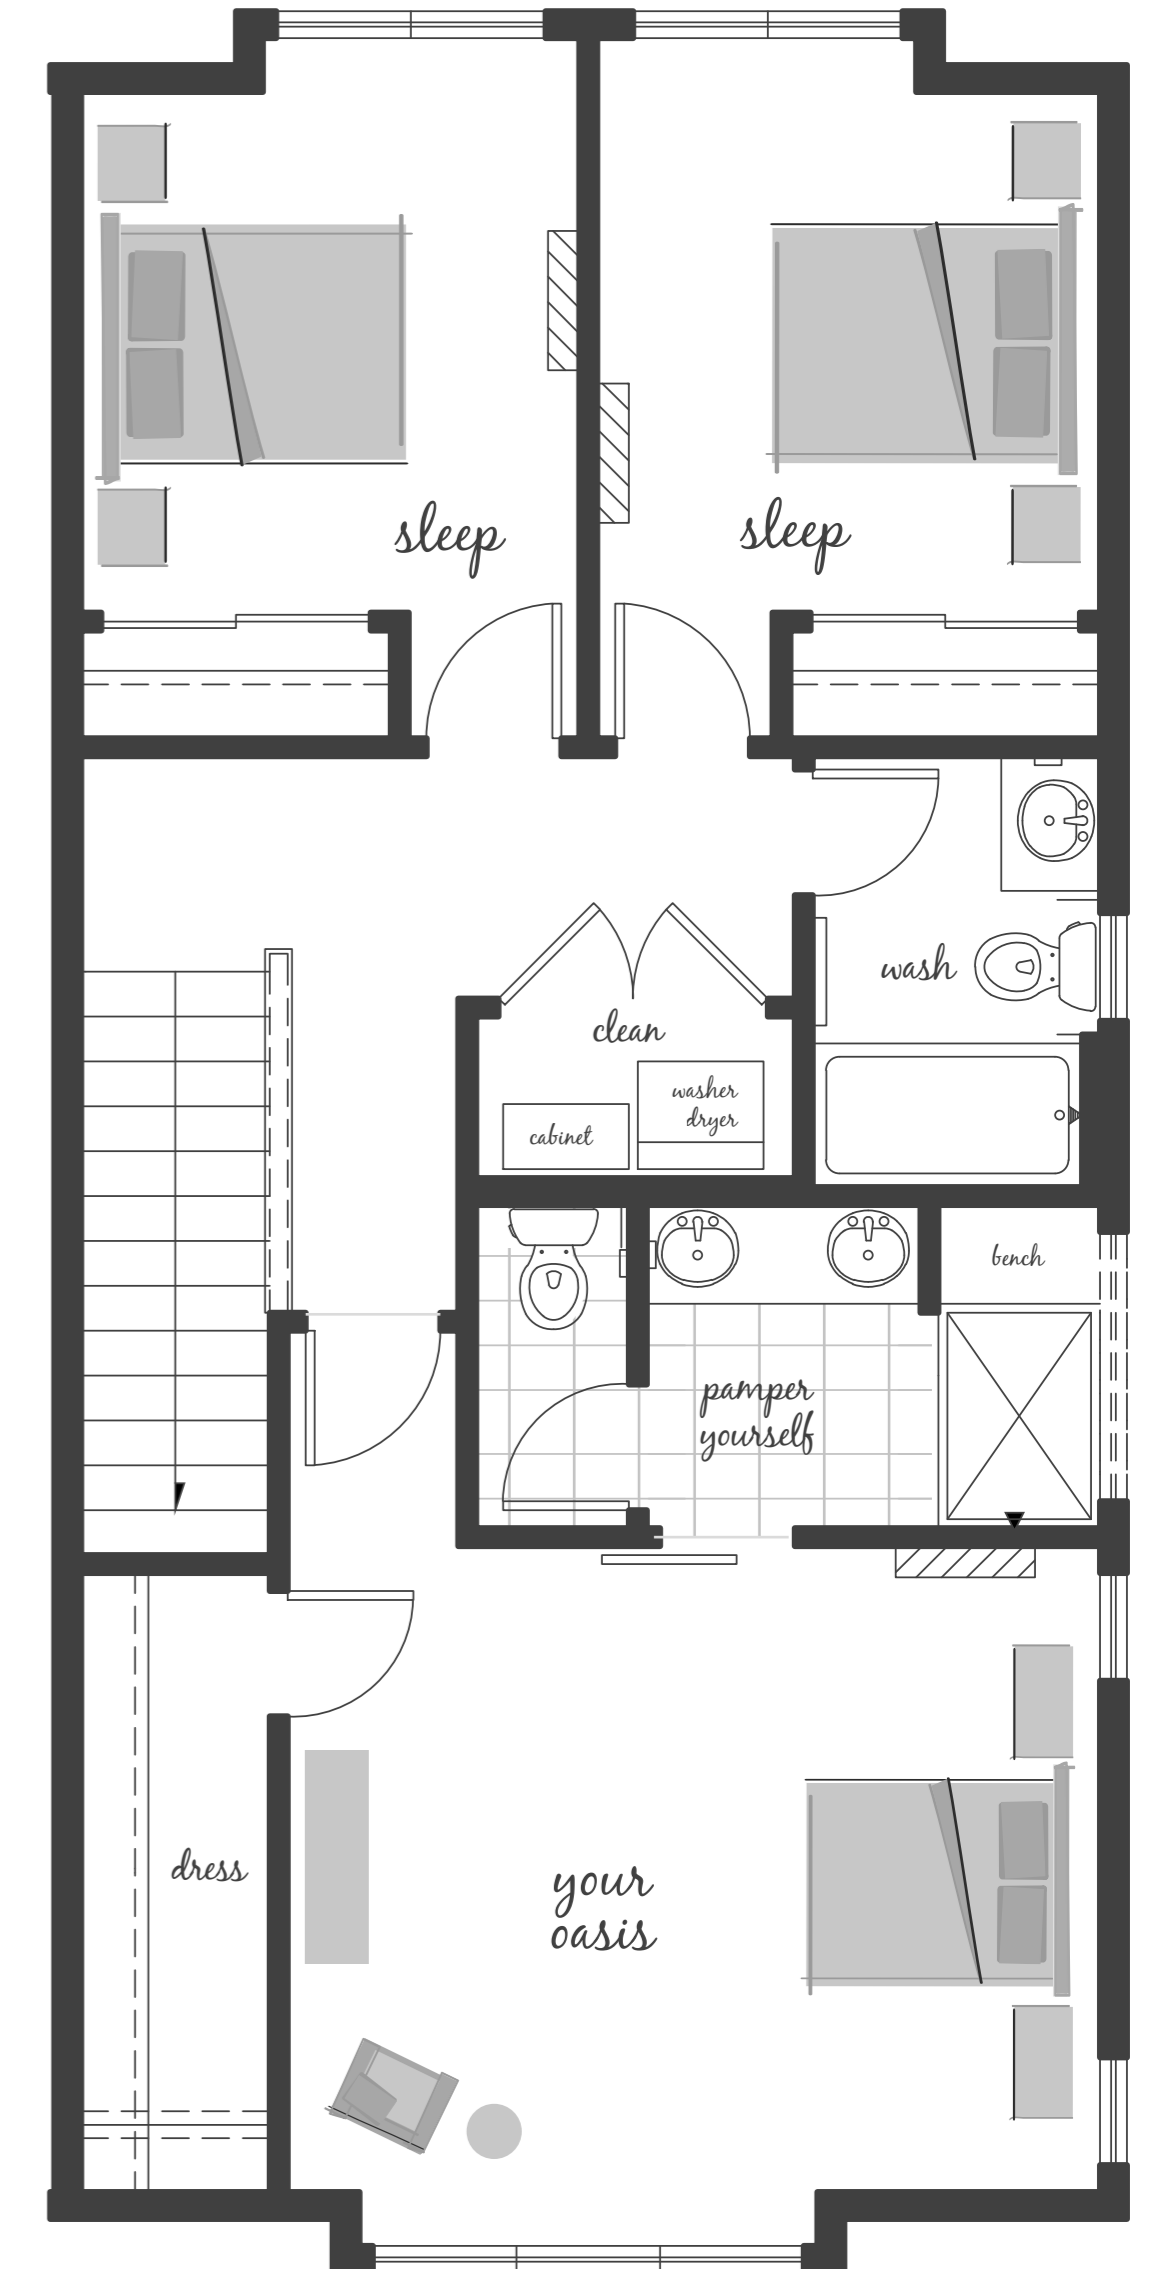 sleep
sleep
wash
clean
washer
dryer
cabinet
bench
pamper
yourself
dress
your
oasis